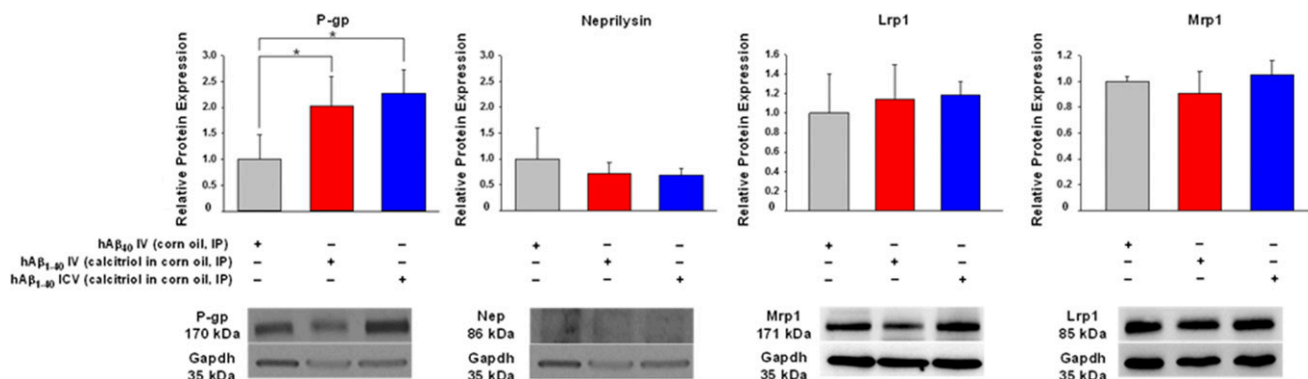 P-gp
Relative Protein Expression
3.0
2.5
2.0
1.5
1.0
0.5
0
*
*
Neprilysin
Relative Protein Expression
3.0
2.5
2.0
1.5
1.0
0.5
0
Lrp1
Relative Protein Expression
1.6
1.4
1.2
1.0
0.8
0.6
0.4
0.2
0
Mrp1
Relative Protein Expression
1.2
1.0
0.8
0.6
0.4
0.2
0
hAβ40 IV (corn oil, IP) + – – + – – + – – + – –
hAβ1-40 IV (calcitriol in corn oil, IP) – + – – + – – + – – + –
hAβ1-40 ICV (calcitriol in corn oil, IP) – – + – – + – – + – – +
P-gp
170 kDa
Gapdh
35 kDa
Nep
86 kDa
Gapdh
35 kDa
Mrp1
171 kDa
Gapdh
35 kDa
Lrp1
85 kDa
Gapdh
35 kDa